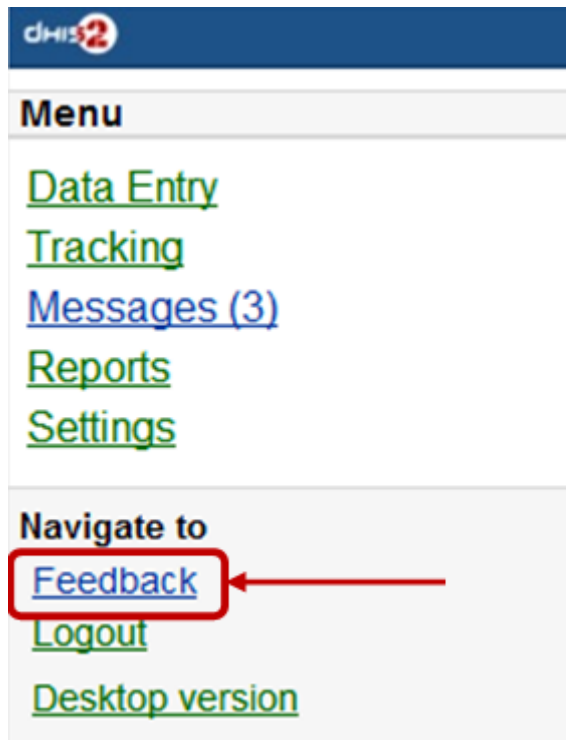 dHIS2
Menu
Data Entry
Tracking
Messages (3)
Reports
Settings
Navigate to
Feedback
Logout
Desktop version